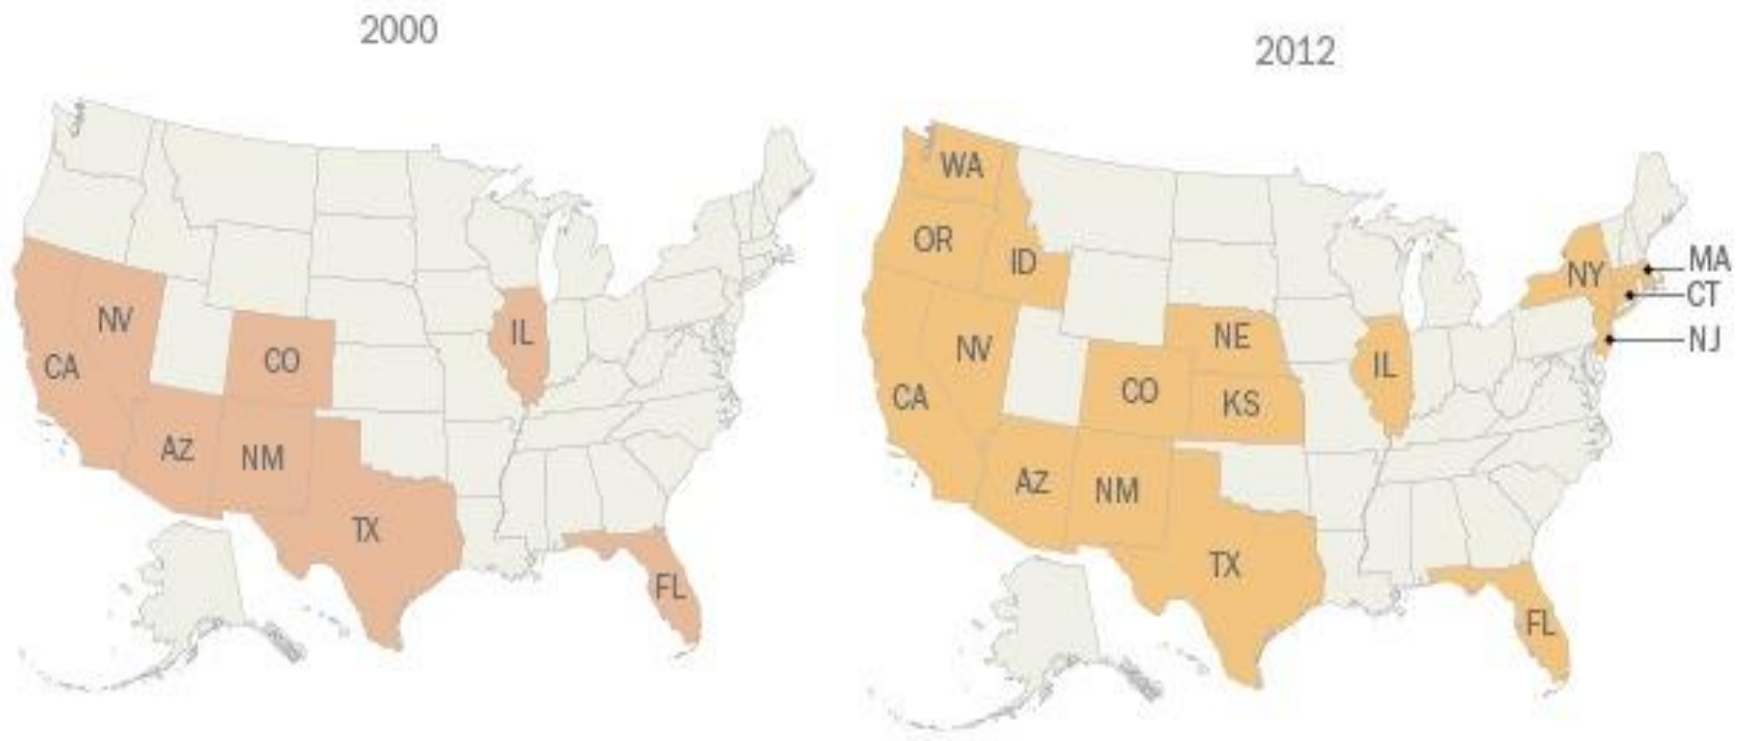 2000
NV
CA
CO
IL
AZ
NM
TX
FL
2012
WA
OR
ID
NY
MA
CT
NJ
NE
NV
IL
CA
CO
KS
AZ
NM
TX
FL